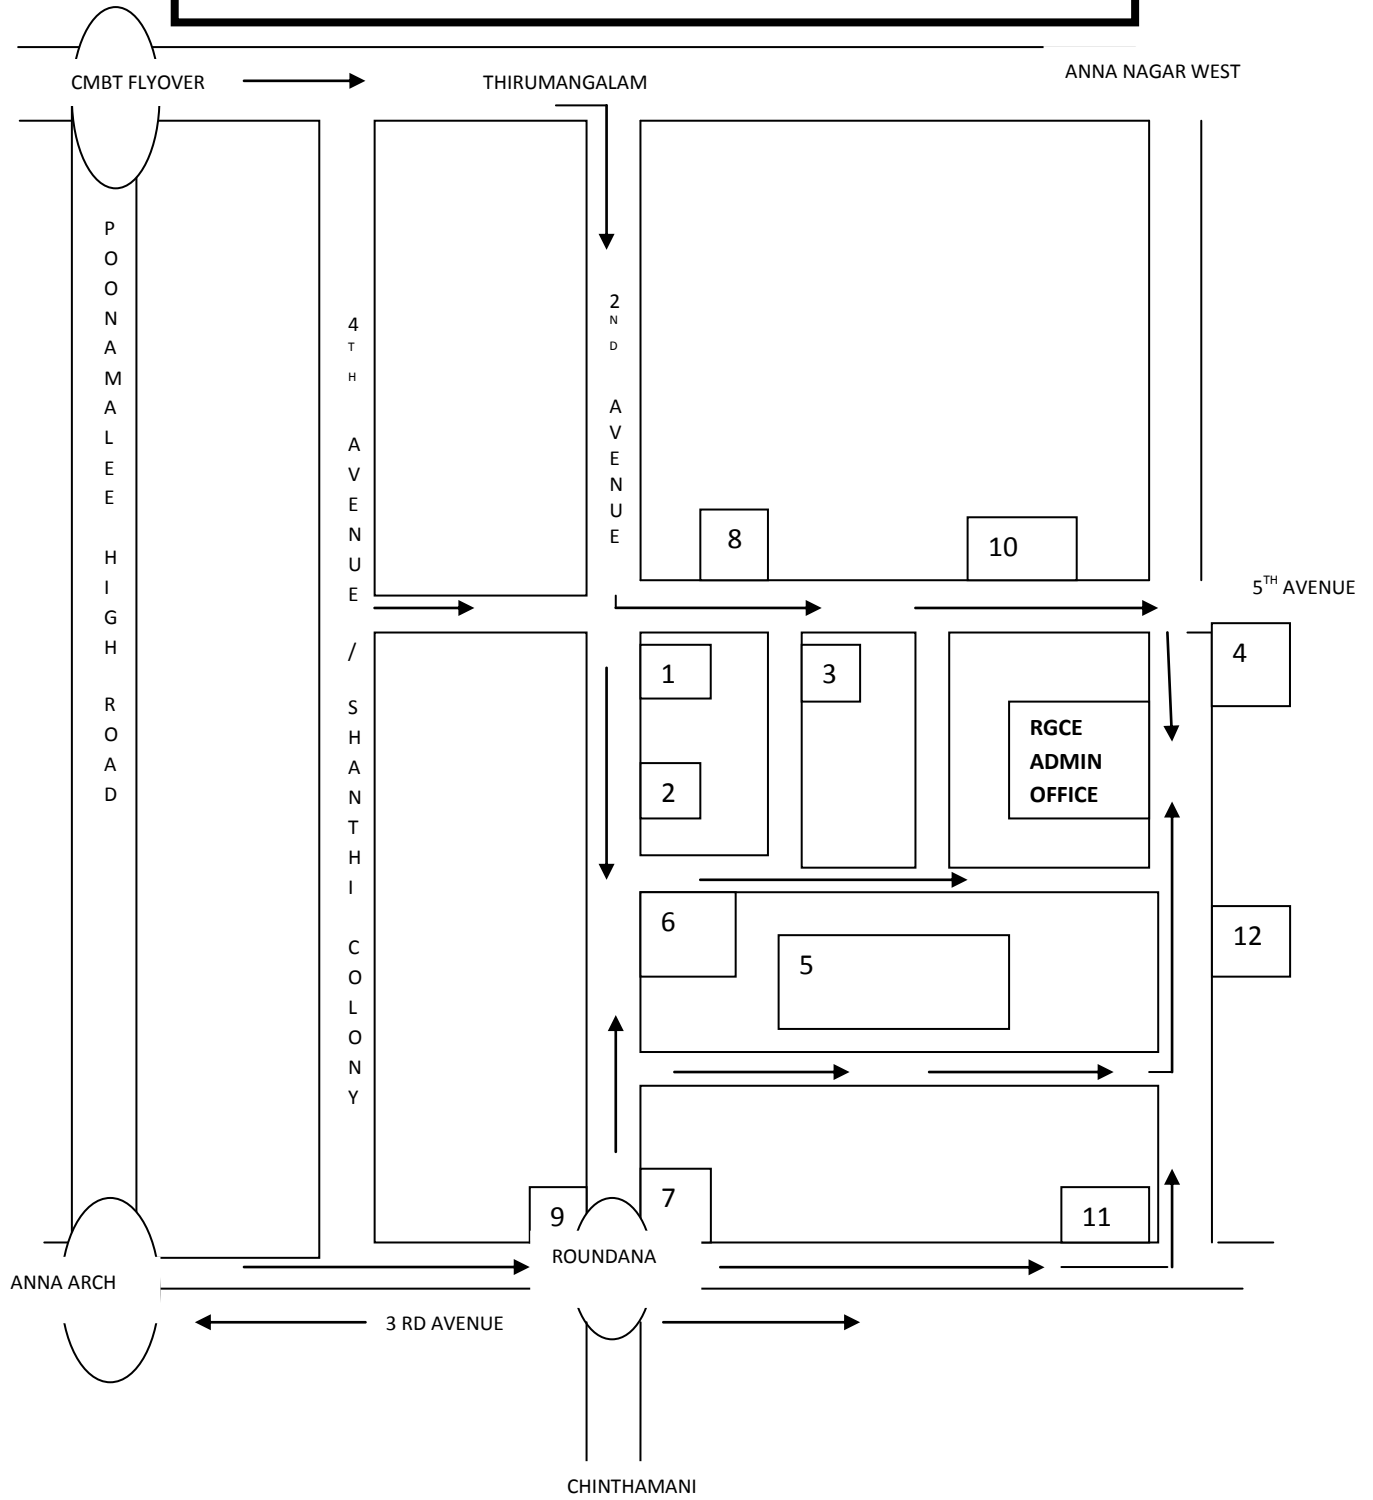 CMBT FLYOVER
THIRUMANGALAM
ANNA NAGAR WEST
POONAMALEE HIGH ROAD
4TH AVENUE / SHANTHI COLONY
2ND AVENUE
8
10
5TH AVENUE
1
3
4
RGCE
ADMIN
OFFICE
2
6
5
12
9
7
11
ROUNDANA
ANNA ARCH
3 RD AVENUE
CHINTHAMANI